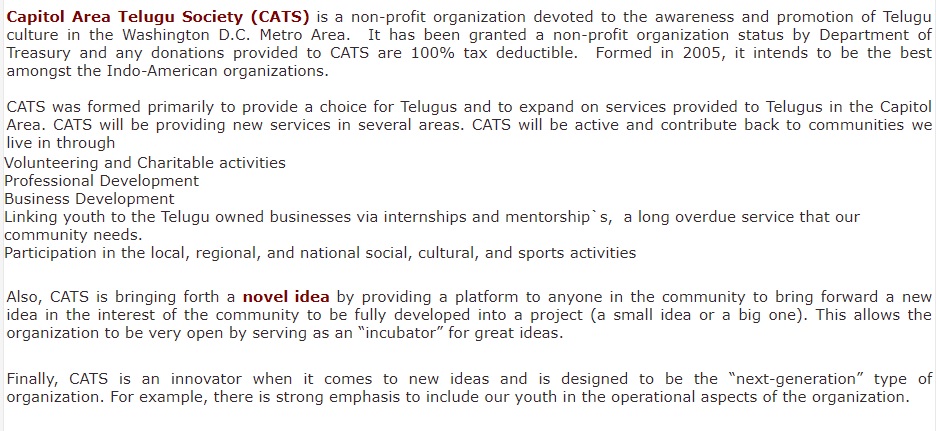 Capitol Area Telugu Society (CATS) is a non-profit organization devoted to the awareness and promotion of Telugu
culture in the Washington D.C. Metro Area.  It has been granted a non-profit organization status by Department of
Treasury and any donations provided to CATS are 100% tax deductible.  Formed in 2005, it intends to be the best
amongst the Indo-American organizations.
CATS was formed primarily to provide a choice for Telugus and to expand on services provided to Telugus in the Capitol
Area. CATS will be providing new services in several areas. CATS will be active and contribute back to communities we
live in through
Volunteering and Charitable activities
Professional Development
Business Development
Linking youth to the Telugu owned businesses via internships and mentorship`s,  a long overdue service that our
community needs.
Participation in the local, regional, and national social, cultural, and sports activities
Also, CATS is bringing forth a novel idea by providing a platform to anyone in the community to bring forward a new
idea in the interest of the community to be fully developed into a project (a small idea or a big one). This allows the
organization to be very open by serving as an “incubator” for great ideas.
Finally, CATS is an innovator when it comes to new ideas and is designed to be the “next-generation” type of
organization. For example, there is strong emphasis to include our youth in the operational aspects of the organization.